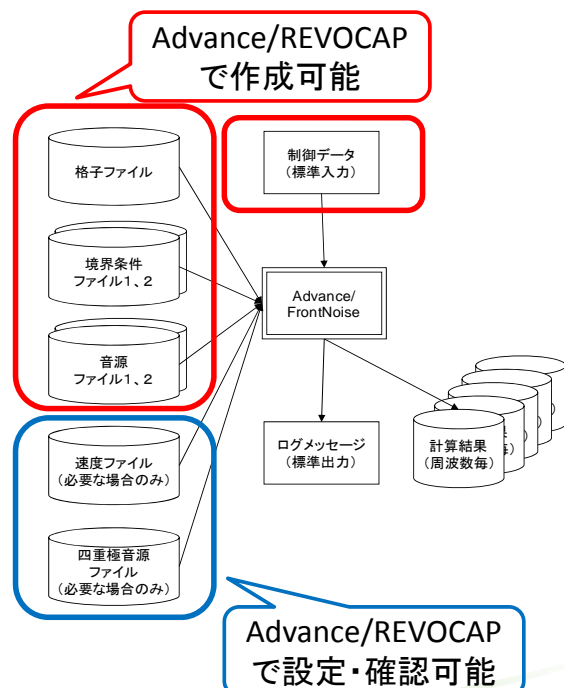 Advance/REVOCAP
で作成可能
格子ファイル
制御データ
(標準入力)
境界条件
ファイル1、2
Advance/
FrontNoise
音源
ファイル1、2
速度ファイル
(必要な場合のみ)
ログメッセージ
(標準出力)
計算結果
(周波数毎)
四重極音源
ファイル
(必要な場合のみ)
Advance/REVOCAP
で設定・確認可能